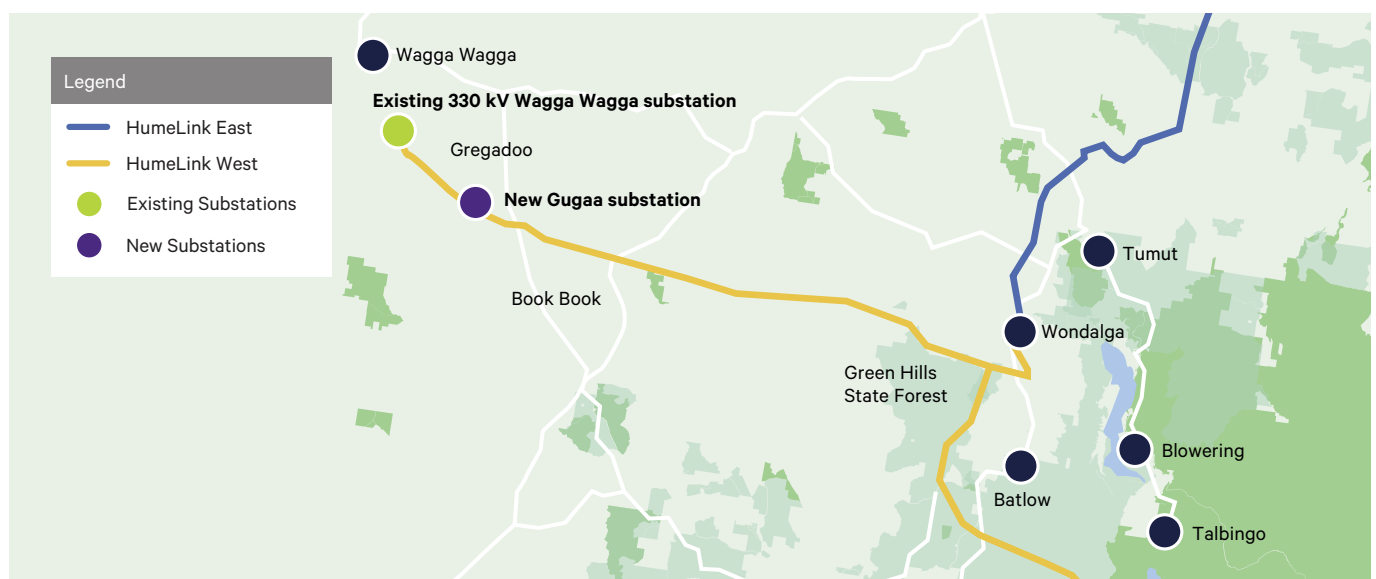 Wagga Wagga
Legend
HumeLink East
HumeLink West
Existing Substations
New Substations
Existing 330 kV Wagga Wagga substation
Gregadoo
New Gugaa substation
Tumut
Book Book
Wondalga
Green Hills
State Forest
Blowering
Batlow
Talbingo